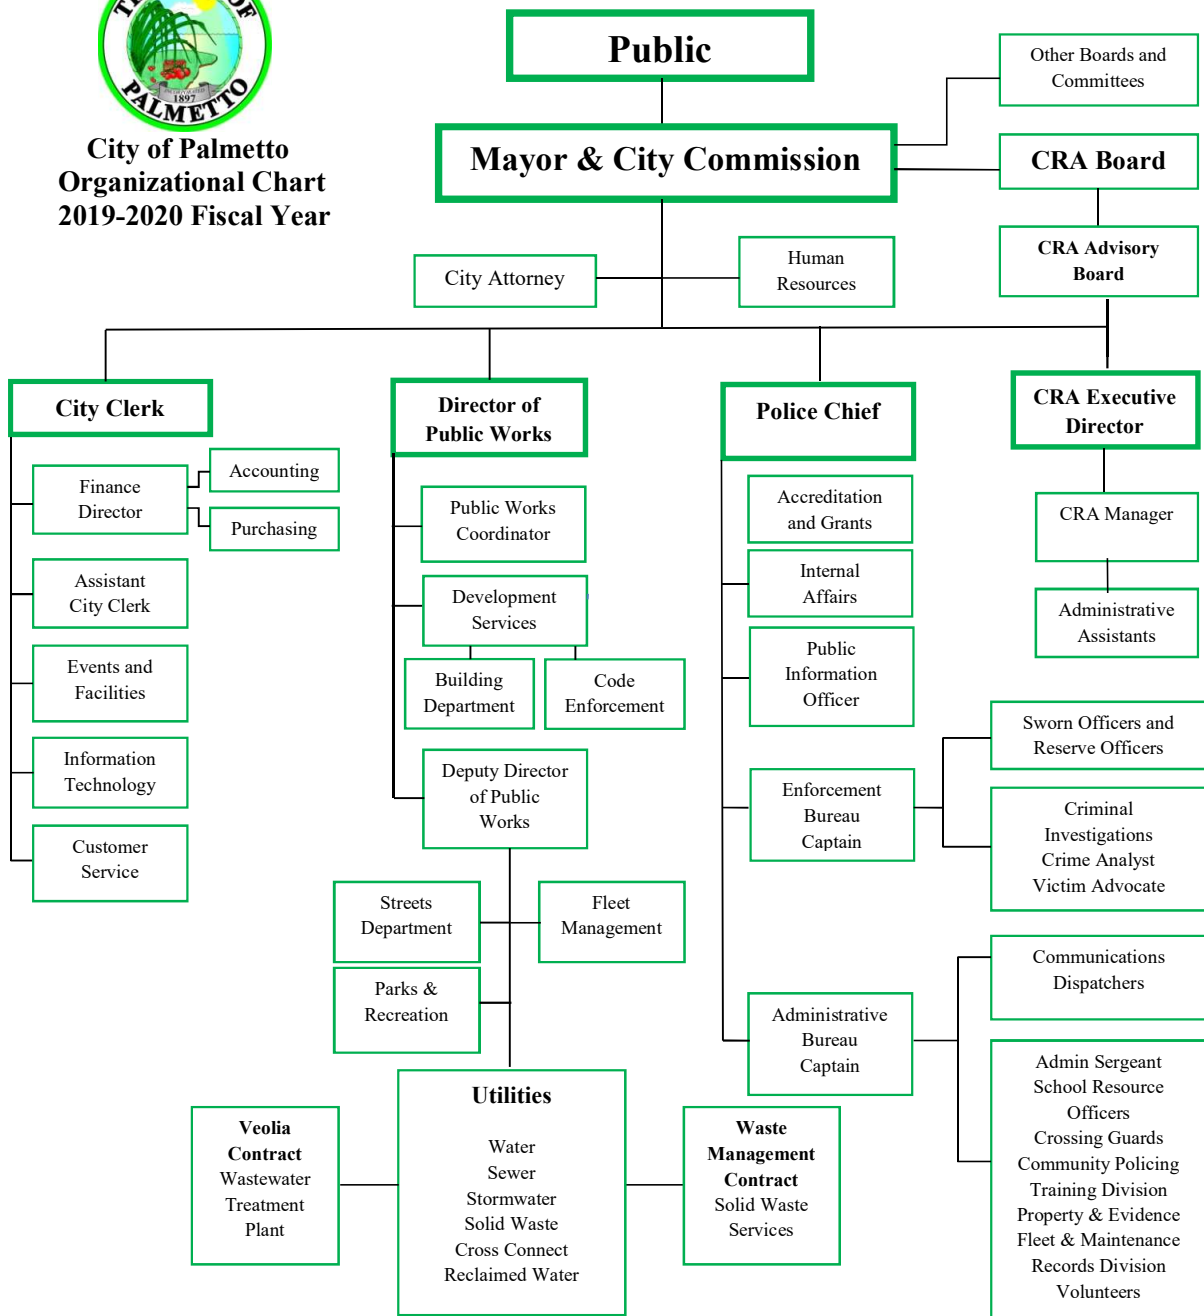 OF
PALMETTO
1897
City of Palmetto
Organizational Chart
2019-2020 Fiscal Year
Public
Other Boards and
Committees
Mayor & City Commission
CRA Board
CRA Advisory
Board
City Attorney
Human
Resources
City Clerk
Finance
Director
Accounting
Purchasing
Assistant
City Clerk
Events and
Facilities
Information
Technology
Customer
Service
Director of
Public Works
Public Works
Coordinator
Development
Services
Building
Department
Code
Enforcement
Deputy Director
of Public
Works
Streets
Department
Fleet
Management
Parks &
Recreation
Utilities
Water
Sewer
Stormwater
Solid Waste
Cross Connect
Reclaimed Water
Veolia
Contract
Wastewater
Treatment
Plant
Waste
Management
Contract
Solid Waste
Services
Police Chief
Accreditation
and Grants
Internal
Affairs
Public
Information
Officer
Enforcement
Bureau
Captain
Sworn Officers and
Reserve Officers
Criminal
Investigations
Crime Analyst
Victim Advocate
Administrative
Bureau
Captain
Communications
Dispatchers
Admin Sergeant
School Resource
Officers
Crossing Guards
Community Policing
Training Division
Property & Evidence
Fleet & Maintenance
Records Division
Volunteers
CRA Executive
Director
CRA Manager
Administrative
Assistants